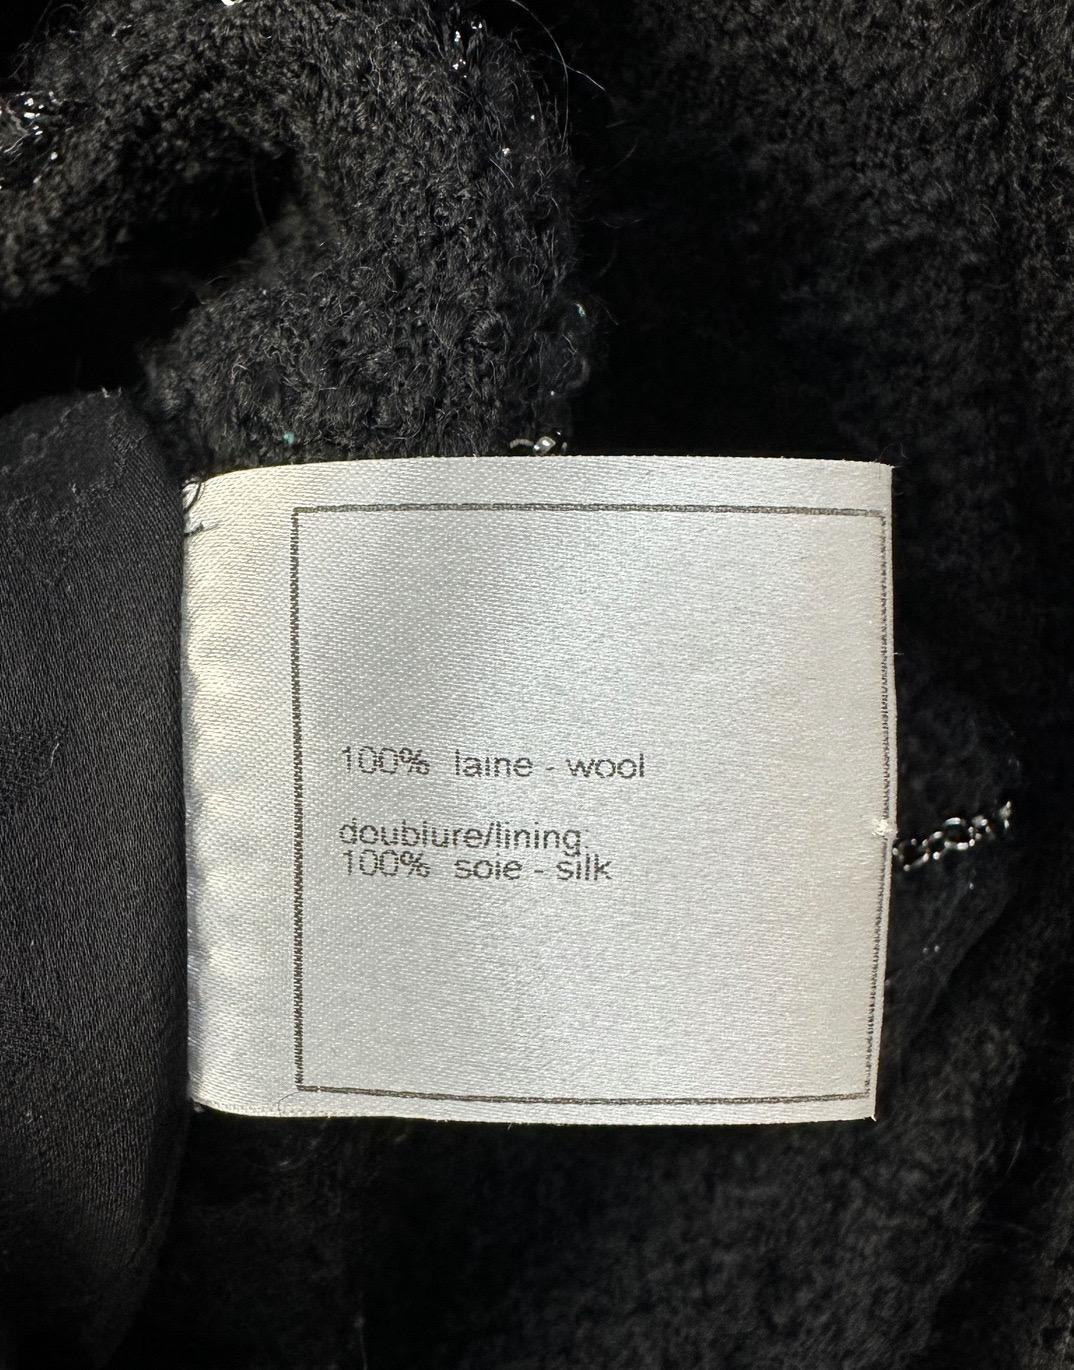 100% laine - wool
doublure/lining:
100% soie - silk